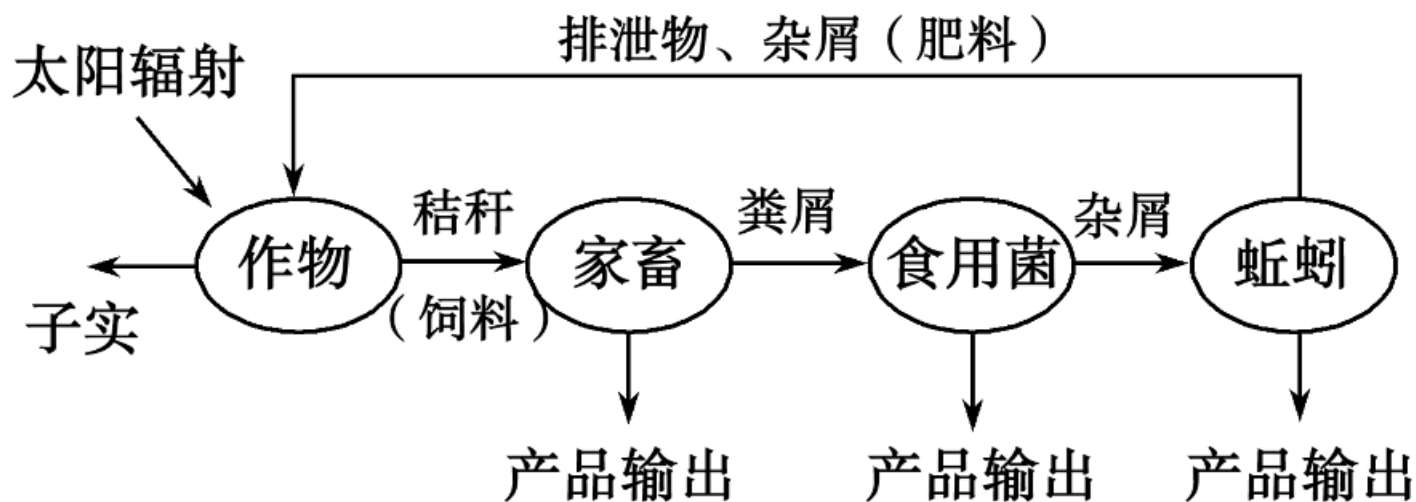 排泄物、杂屑（肥料）
太阳辐射
作物
秸秆
（饲料）
家畜
粪屑
食用菌
杂屑
蚯蚓
子实
产品输出
产品输出
产品输出